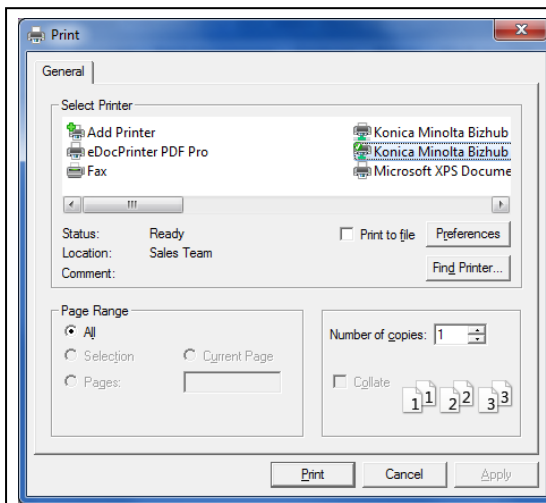 Print
General
Select Printer
Add Printer
eDocPrinter PDF Pro
Fax
Konica Minolta Bizhub
Konica Minolta Bizhub
Microsoft XPS Docume
Status: Ready
Location: Sales Team
Comment:
Print to file
Preferences
Find Printer...
Page Range
All
Selection
Current Page
Pages:
Number of copies: 1
Collate
1 1 2 2 3 3
Print
Cancel
Apply